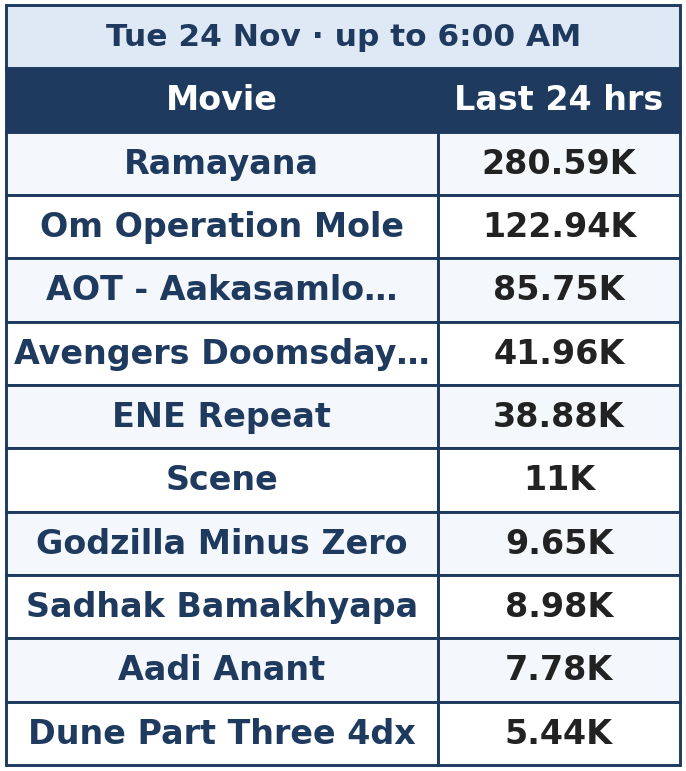 Tue 24 Nov · up to 6:00 AM
Movie Last 24 hrs
Ramayana 280.59K
Om Operation Mole 122.94K
AOT - Aakasamlo... 85.75K
Avengers Doomsday... 41.96K
ENE Repeat 38.88K
Scene 11K
Godzilla Minus Zero 9.65K
Sadhak Bamakhyapa 8.98K
Aadi Anant 7.78K
Dune Part Three 4dx 5.44K